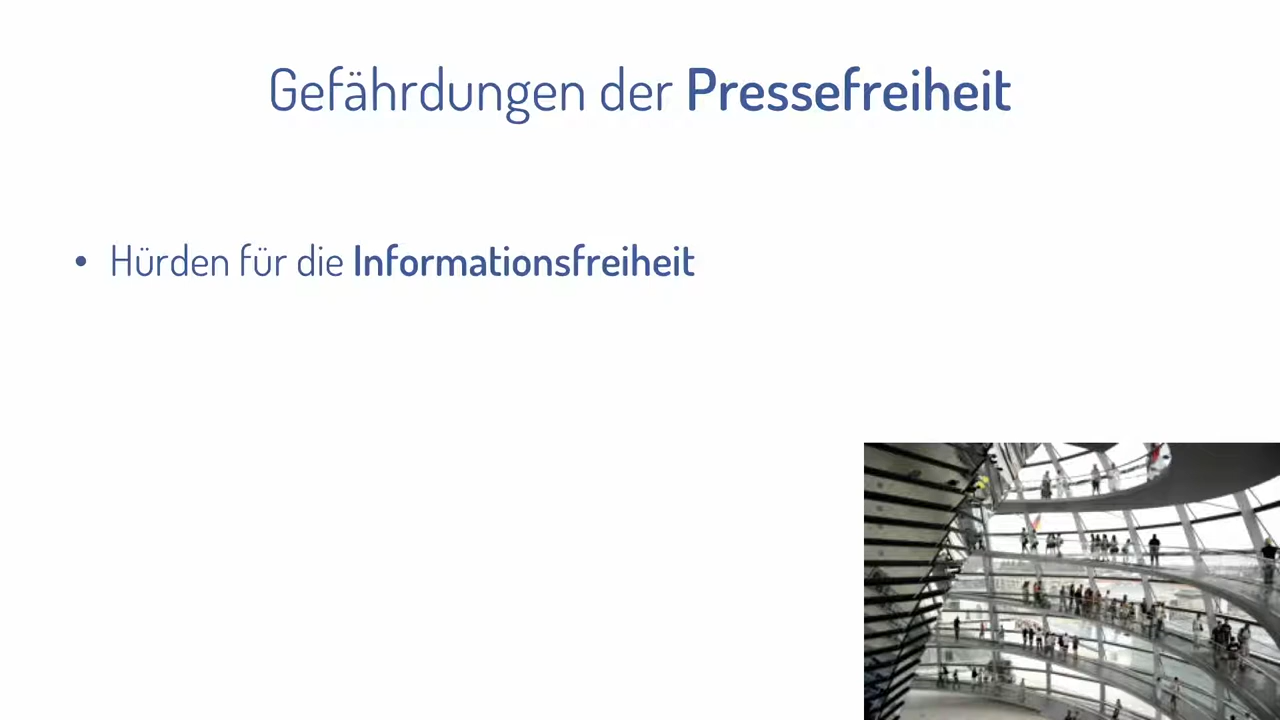 Gefährdungen der Pressefreiheit
• Hürden für die Informationsfreiheit